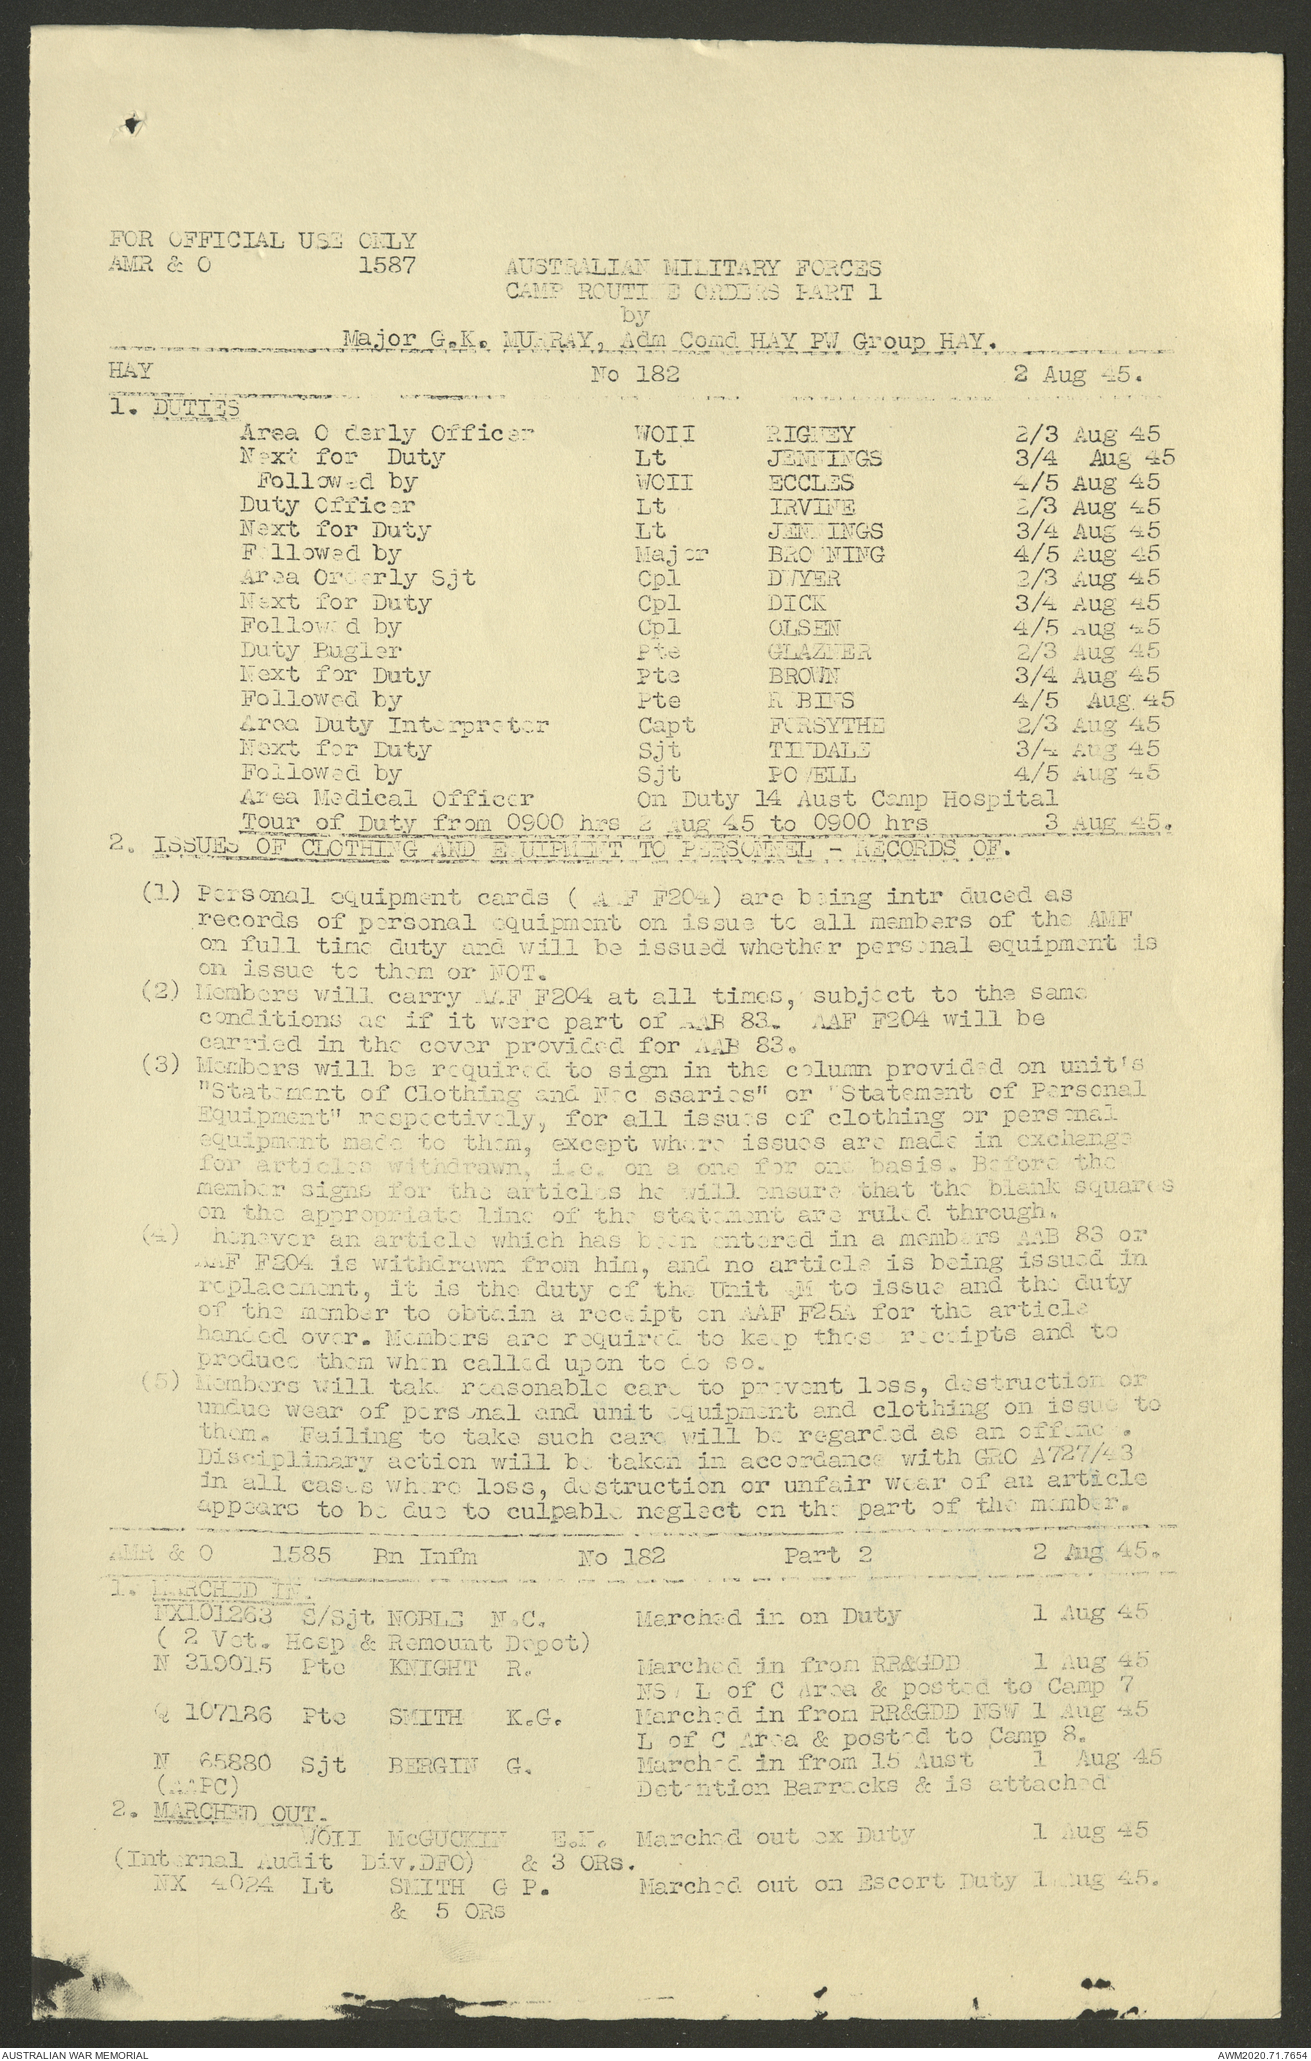 FOR OFFICIAL USE ONLY
AMR & O 1587 AUSTRALIAN MILITARY FORCES
CAMP ROUTINE ORDERS PART 1
by
Major G.K. MURRAY, Adm Comd HAY PW Group HAY.
HAY No 182 2 Aug 45.
1. DUTIES
Area Orderly Officer WOII RIGNEY 2/3 Aug 45
Next for Duty Lt JENNINGS 3/4 Aug 45
Followed by WOII ECCLES 4/5 Aug 45
Duty Officer Lt IRVINE 2/3 Aug 45
Next for Duty Lt JENNINGS 3/4 Aug 45
Followed by Major BROWNING 4/5 Aug 45
Area Orderly Sjt Cpl DWYER 2/3 Aug 45
Next for Duty Cpl DICK 3/4 Aug 45
Followed by Cpl OLSEN 4/5 Aug 45
Duty Bugler Pte GLAZNER 2/3 Aug 45
Next for Duty Pte BROWN 3/4 Aug 45
Followed by Pte ROBINS 4/5 Aug 45
Area Duty Interpreter Capt FORSYTHE 2/3 Aug 45
Next for Duty Sjt TINDALE 3/4 Aug 45
Followed by Sjt POWELL 4/5 Aug 45
Area Medical Officer On Duty 14 Aust Camp Hospital
Tour of Duty from 0900 hrs 2 Aug 45 to 0900 hrs 3 Aug 45.
2. ISSUES OF CLOTHING AND EQUIPMENT TO PERSONNEL - RECORDS OF.
(1) Personal equipment cards ( AAF F204) are being introduced as
records of personal equipment on issue to all members of the AMF
on full time duty and will be issued whether personal equipment is
on issue to them or NOT.
(2) Members will carry AAF F204 at all times, subject to the same
conditions as if it were part of AAB 83. AAF F204 will be
carried in the cover provided for AAB 83.
(3) Members will be required to sign in the column provided on unit's
"Statement of Clothing and Necessaries" or "Statement of Personal
Equipment" respectively, for all issues of clothing or personal
equipment made to them, except where issues are made in exchange
for articles withdrawn, i.e. on a one for one basis. Before the
member signs for the articles he will ensure that the blank squares
on the appropriate line of the statement are ruled through.
(4) Whenever an article which has been entered in a members AAB 83 or
AAF F204 is withdrawn from him, and no article is being issued in
replacement, it is the duty of the Unit QM to issue and the duty
of the member to obtain a receipt on AAF F25A for the article
handed over. Members are required to keep these receipts and to
produce them when called upon to do so.
(5) Members will take reasonable care to prevent loss, destruction or
undue wear of personal and unit equipment and clothing on issue to
them. Failing to take such care will be regarded as an offence.
Disciplinary action will be taken in accordance with GRO A727/43
in all cases where loss, destruction or unfair wear of an article
appears to be due to culpable neglect on the part of the member.
AMR & O 1585 Bn Infm No 182 Part 2 2 Aug 45.
1. MARCHED IN.
NX101263 S/Sjt NOBLE N.C. Marched in on Duty 1 Aug 45
( 2 Vet. Hosp & Remount Depot)
N 319015 Pte KNIGHT R. Marched in from RR&GDD 1 Aug 45
NSW L of C Area & posted to Camp 7
Q 107186 Pte SMITH K.G. Marched in from RR&GDD NSW 1 Aug 45
L of C Area & posted to Camp 8.
N 65880 Sjt BERGIN G. Marched in from 15 Aust 1 Aug 45
(AAPC) Detention Barracks & is attached
2. MARCHED OUT.
WOII McGUCKIN Marched out ex Duty 1 Aug 45
(Internal Audit Div.DFO) & 3 ORs.
NX 4024 Lt SMITH G P. Marched out on Escort Duty 1 Aug 45.
& 5 ORs
AUSTRALIAN WAR MEMORIAL AWM2020.71.7654